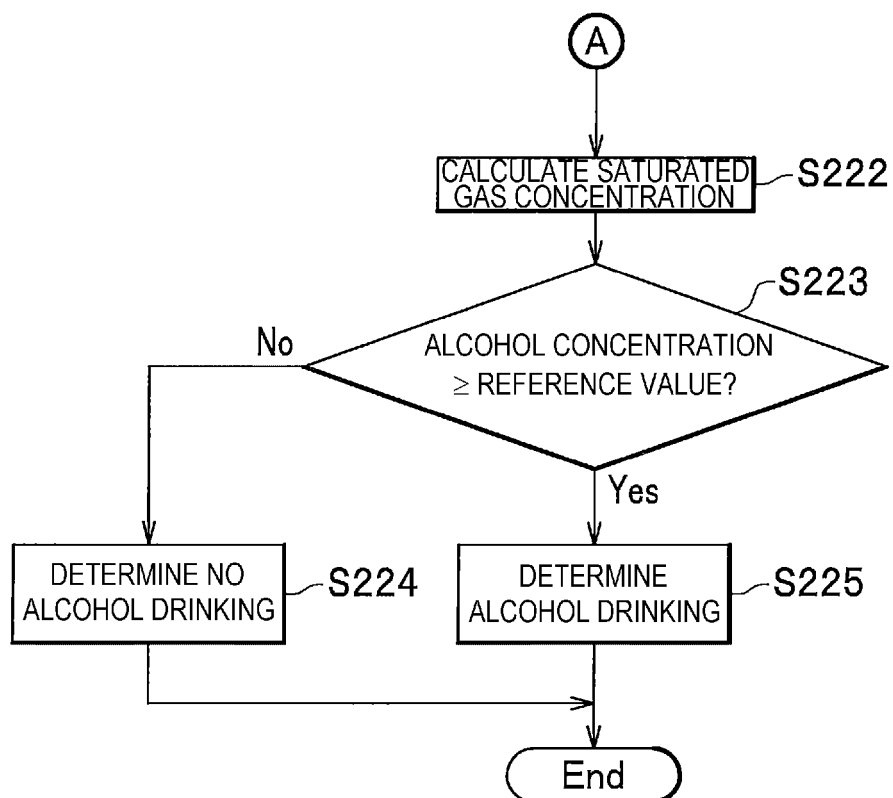 A
CALCULATE SATURATED
GAS CONCENTRATION
S222
S223
ALCOHOL CONCENTRATION
≥ REFERENCE VALUE?
No
Yes
DETERMINE NO
ALCOHOL DRINKING
S224
DETERMINE
ALCOHOL DRINKING
S225
End